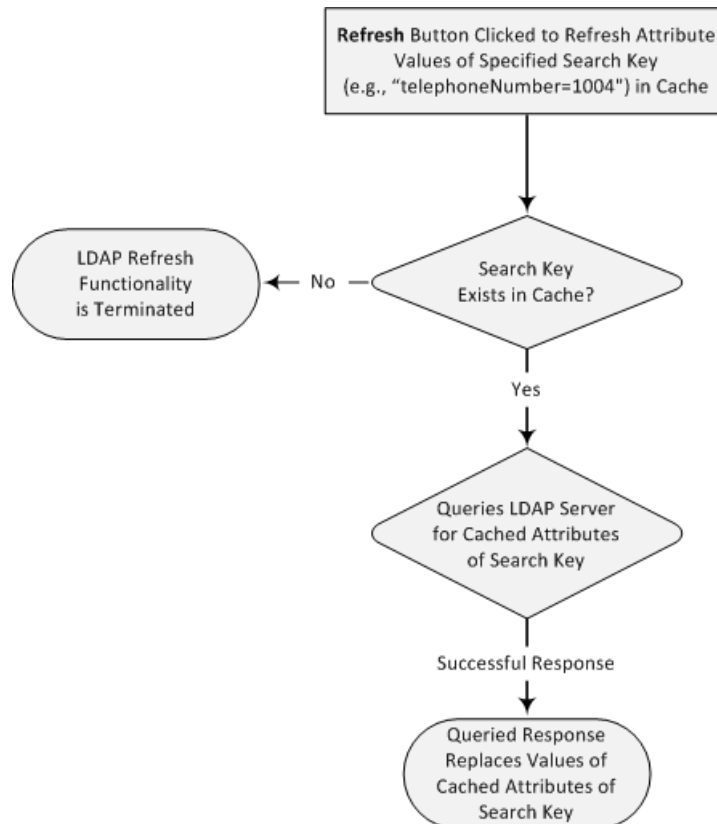 Refresh Button Clicked to Refresh Attribute
Values of Specified Search Key
(e.g., “telephoneNumber=1004") in Cache
LDAP Refresh
Functionality
is Terminated
No
Search Key
Exists in Cache?
Yes
Queries LDAP Server
for Cached Attributes
of Search Key
Successful Response
Queried Response
Replaces Values of
Cached Attributes of
Search Key